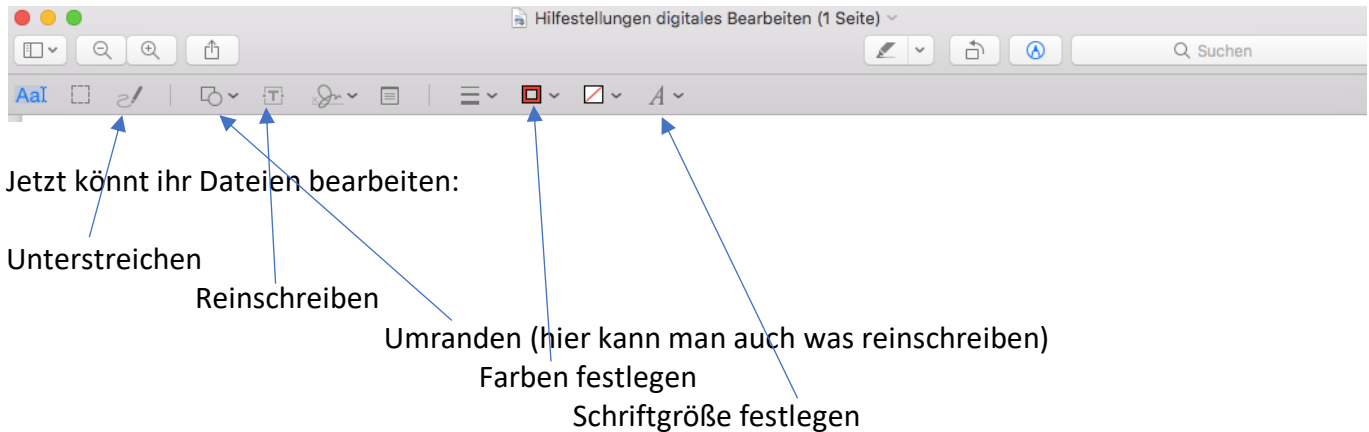 Hilfestellungen digitales Bearbeiten (1 Seite)
Suchen
AaI T A
Jetzt könnt ihr Dateien bearbeiten:
Unterstreichen
Reinschreiben
Umranden (hier kann man auch was reinschreiben)
Farben festlegen
Schriftgröße festlegen